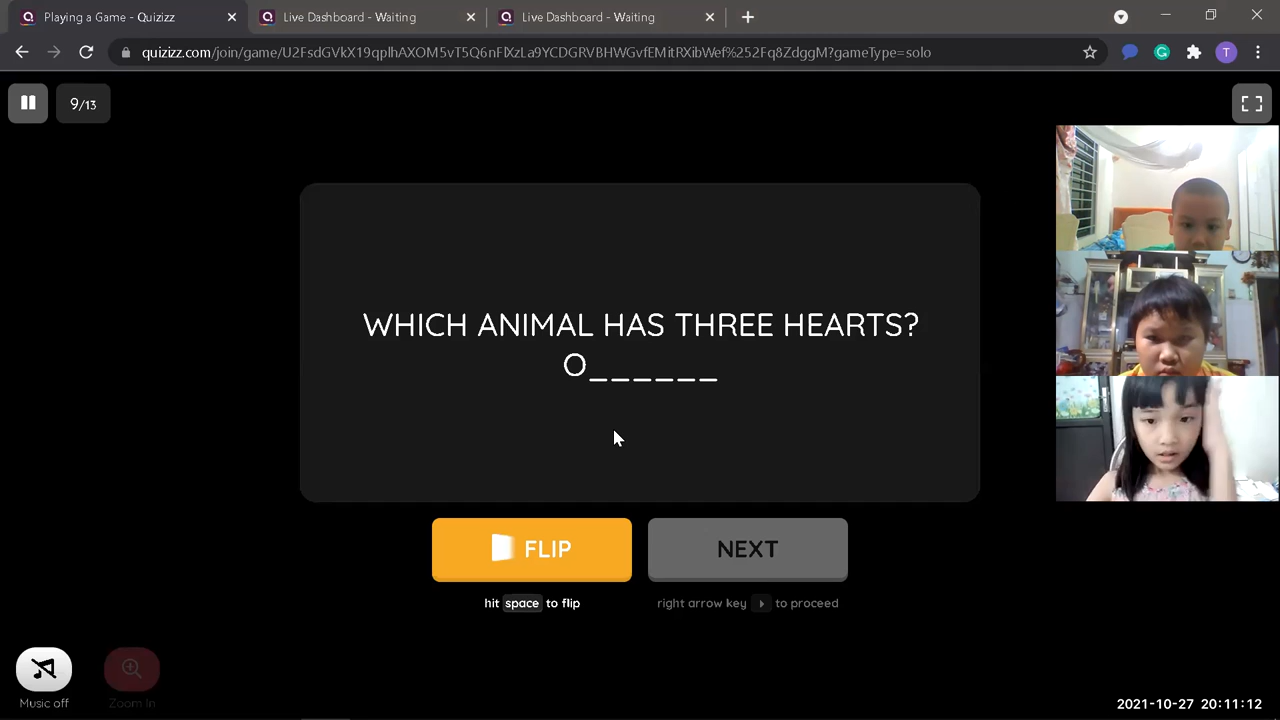 Playing a Game - Quizizz
Live Dashboard - Waiting
Live Dashboard - Waiting
quizizz.com/join/game/U2FsdGVkX19qplhAXOM5vT5Q6nFlXzLa9YCDGRVBHWGvfEMitRXibWef%252Fq8ZdggM?gameType=solo
T
9/13
WHICH ANIMAL HAS THREE HEARTS?
O______
FLIP
NEXT
hit space to flip
right arrow key to proceed
Music off
Zoom In
2021-10-27 20:11:12